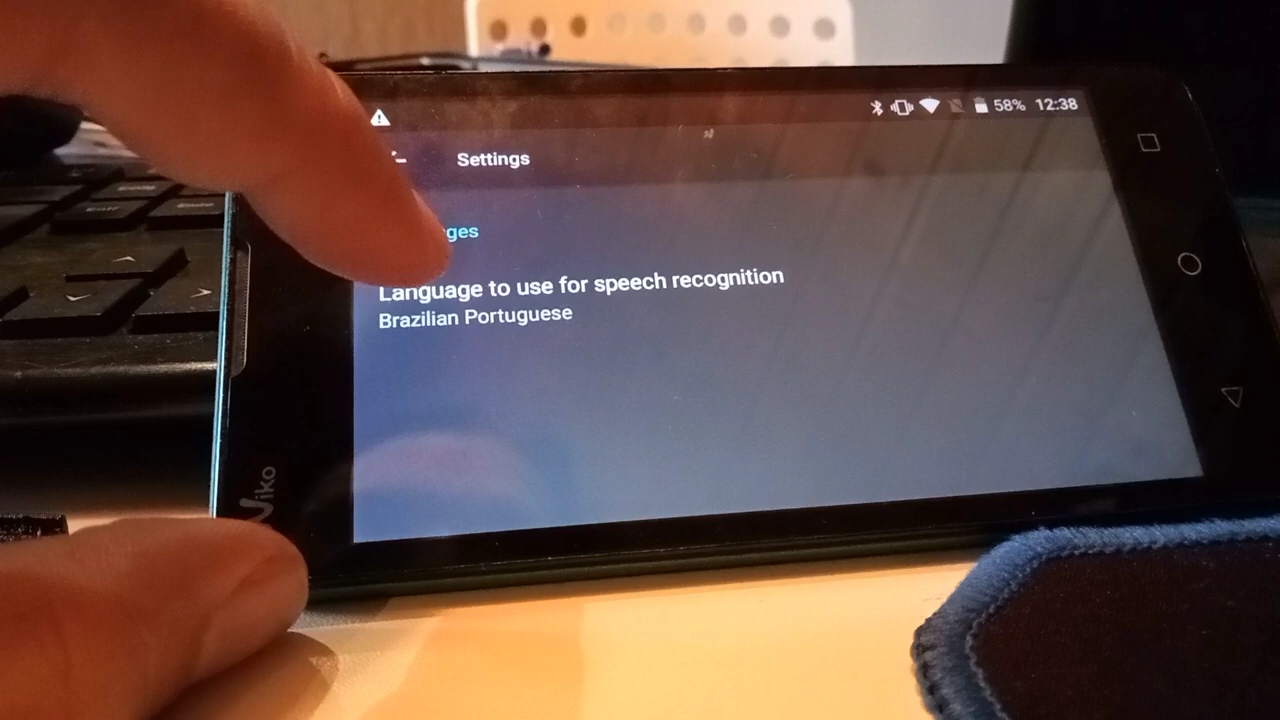 58% 12:38
Settings
ges
Language to use for speech recognition
Brazilian Portuguese
Wiko